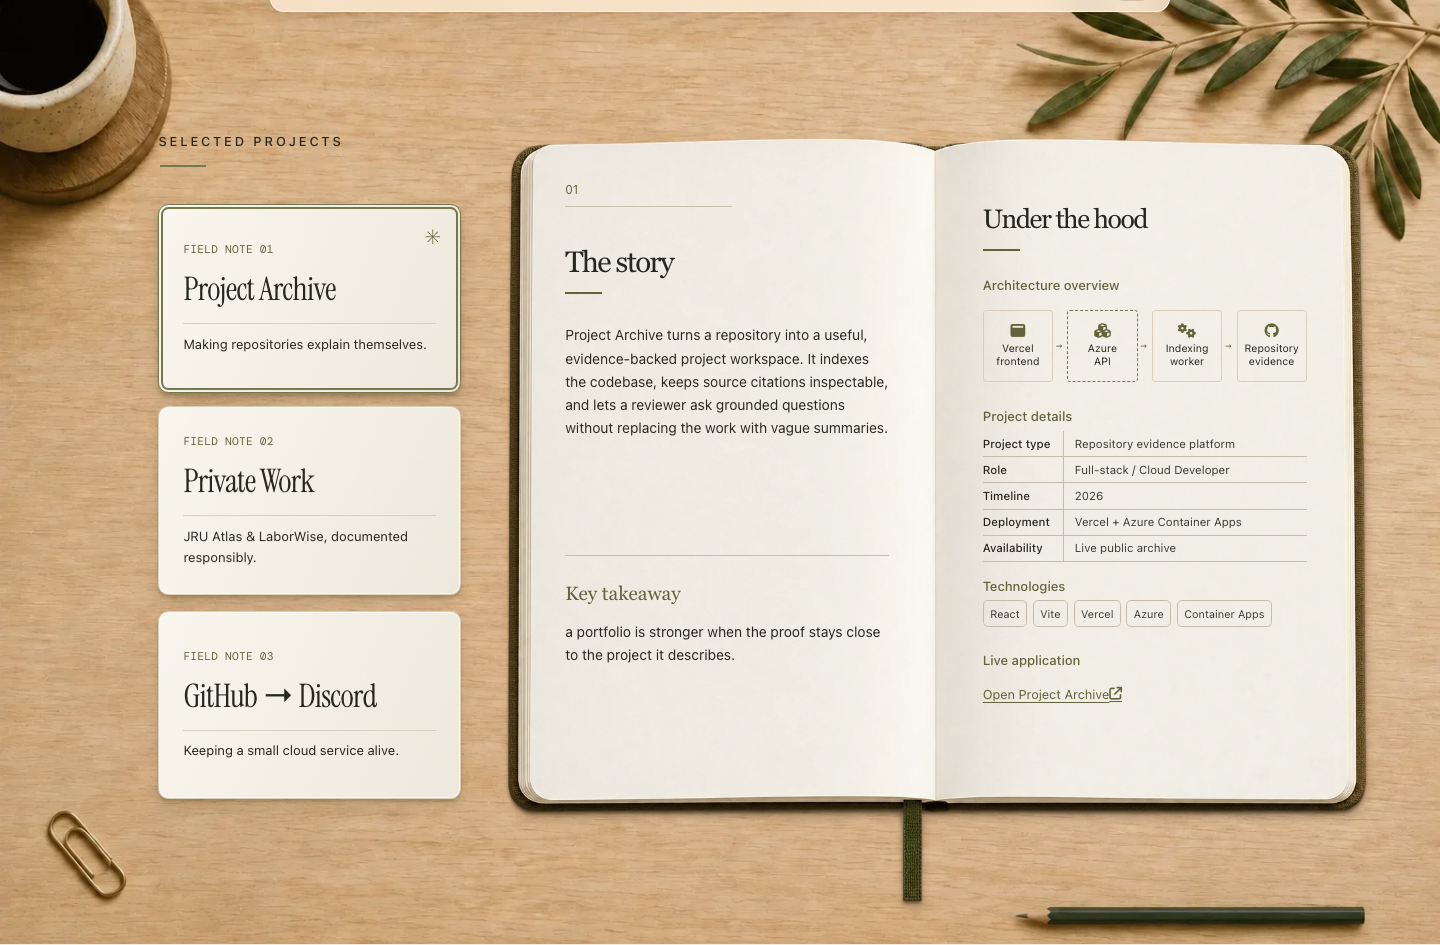 SELECTED PROJECTS
FIELD NOTE 01
Project Archive
Making repositories explain themselves.
FIELD NOTE 02
Private Work
JRU Atlas & LaborWise, documented
responsibly.
FIELD NOTE 03
GitHub → Discord
Keeping a small cloud service alive.
01
The story
Project Archive turns a repository into a useful,
evidence-backed project workspace. It indexes
the codebase, keeps source citations inspectable,
and lets a reviewer ask grounded questions
without replacing the work with vague summaries.
Key takeaway
a portfolio is stronger when the proof stays close
to the project it describes.
Under the hood
Architecture overview
Vercel
frontend
→
Azure
API
→
Indexing
worker
→
Repository
evidence
Project details
Project type Repository evidence platform
Role Full-stack / Cloud Developer
Timeline 2026
Deployment Vercel + Azure Container Apps
Availability Live public archive
Technologies
React Vite Vercel Azure Container Apps
Live application
Open Project Archive